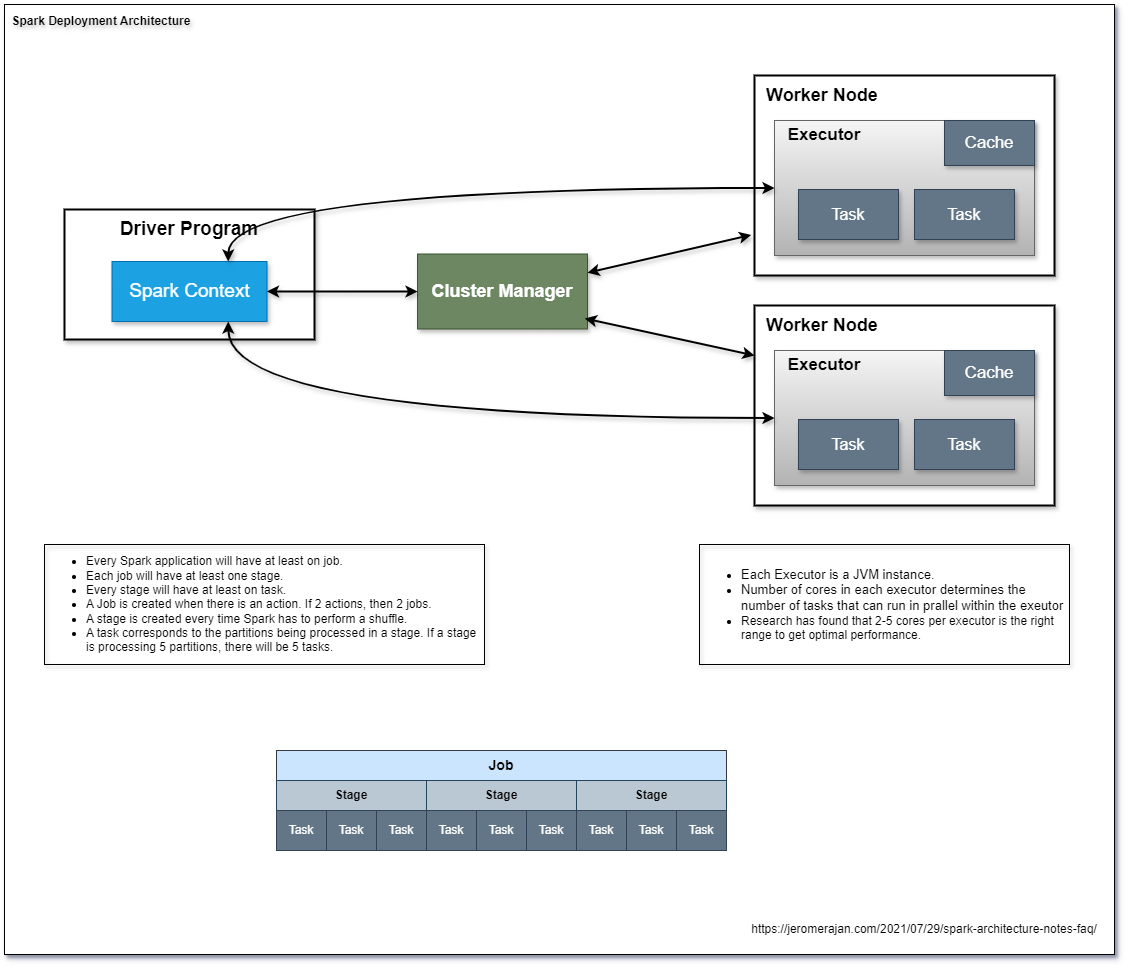 Spark Deployment Architecture
Worker Node
Executor
Cache
Task
Task
Driver Program
Spark Context
Cluster Manager
Worker Node
Executor
Cache
Task
Task
Every Spark application will have at least on job.
Each job will have at least one stage.
Every stage will have at least on task.
A Job is created when there is an action. If 2 actions, then 2 jobs.
A stage is created every time Spark has to perform a shuffle.
A task corresponds to the partitions being processed in a stage. If a stage
is processing 5 partitions, there will be 5 tasks.
Each Executor is a JVM instance.
Number of cores in each executor determines the
number of tasks that can run in prallel within the exutor
Research has found that 2-5 cores per executor is the right
range to get optimal performance.
Job
Stage Stage Stage
Task Task Task Task Task Task Task Task Task
https://jeromerajan.com/2021/07/29/spark-architecture-notes-faq/